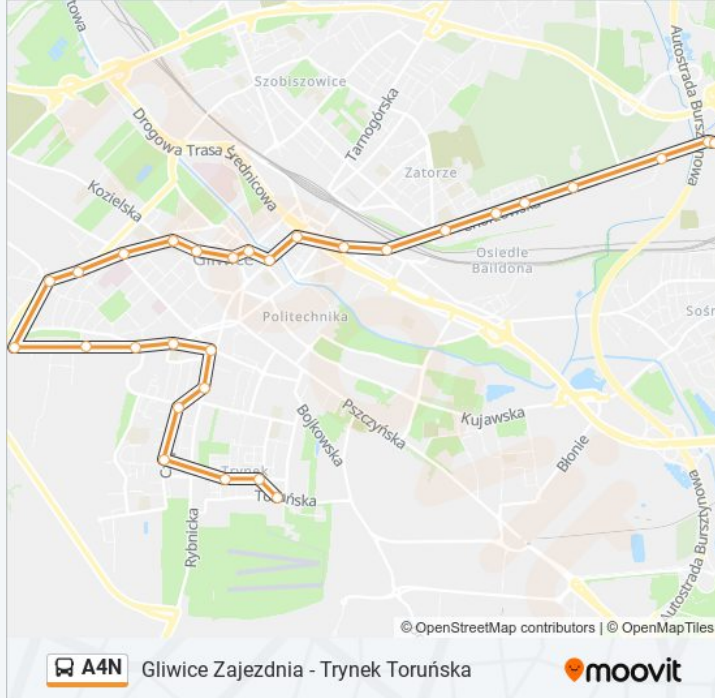 Szobiszowice
Tarnogórska
Drogowa Trasa Średnicowa
Zatorze
Kozielska
Osiedle
Baildona
Gliwice
Politechnika
Pszczyńska
Bojkowska
Kujawska
Błonie
Trynek
Toruńska
Rybnicka
Autostrada Bursztynowa
© OpenStreetMap contributors | © OpenMapTiles
A4N
Gliwice Zajezdnia - Trynek Toruńska
moovit